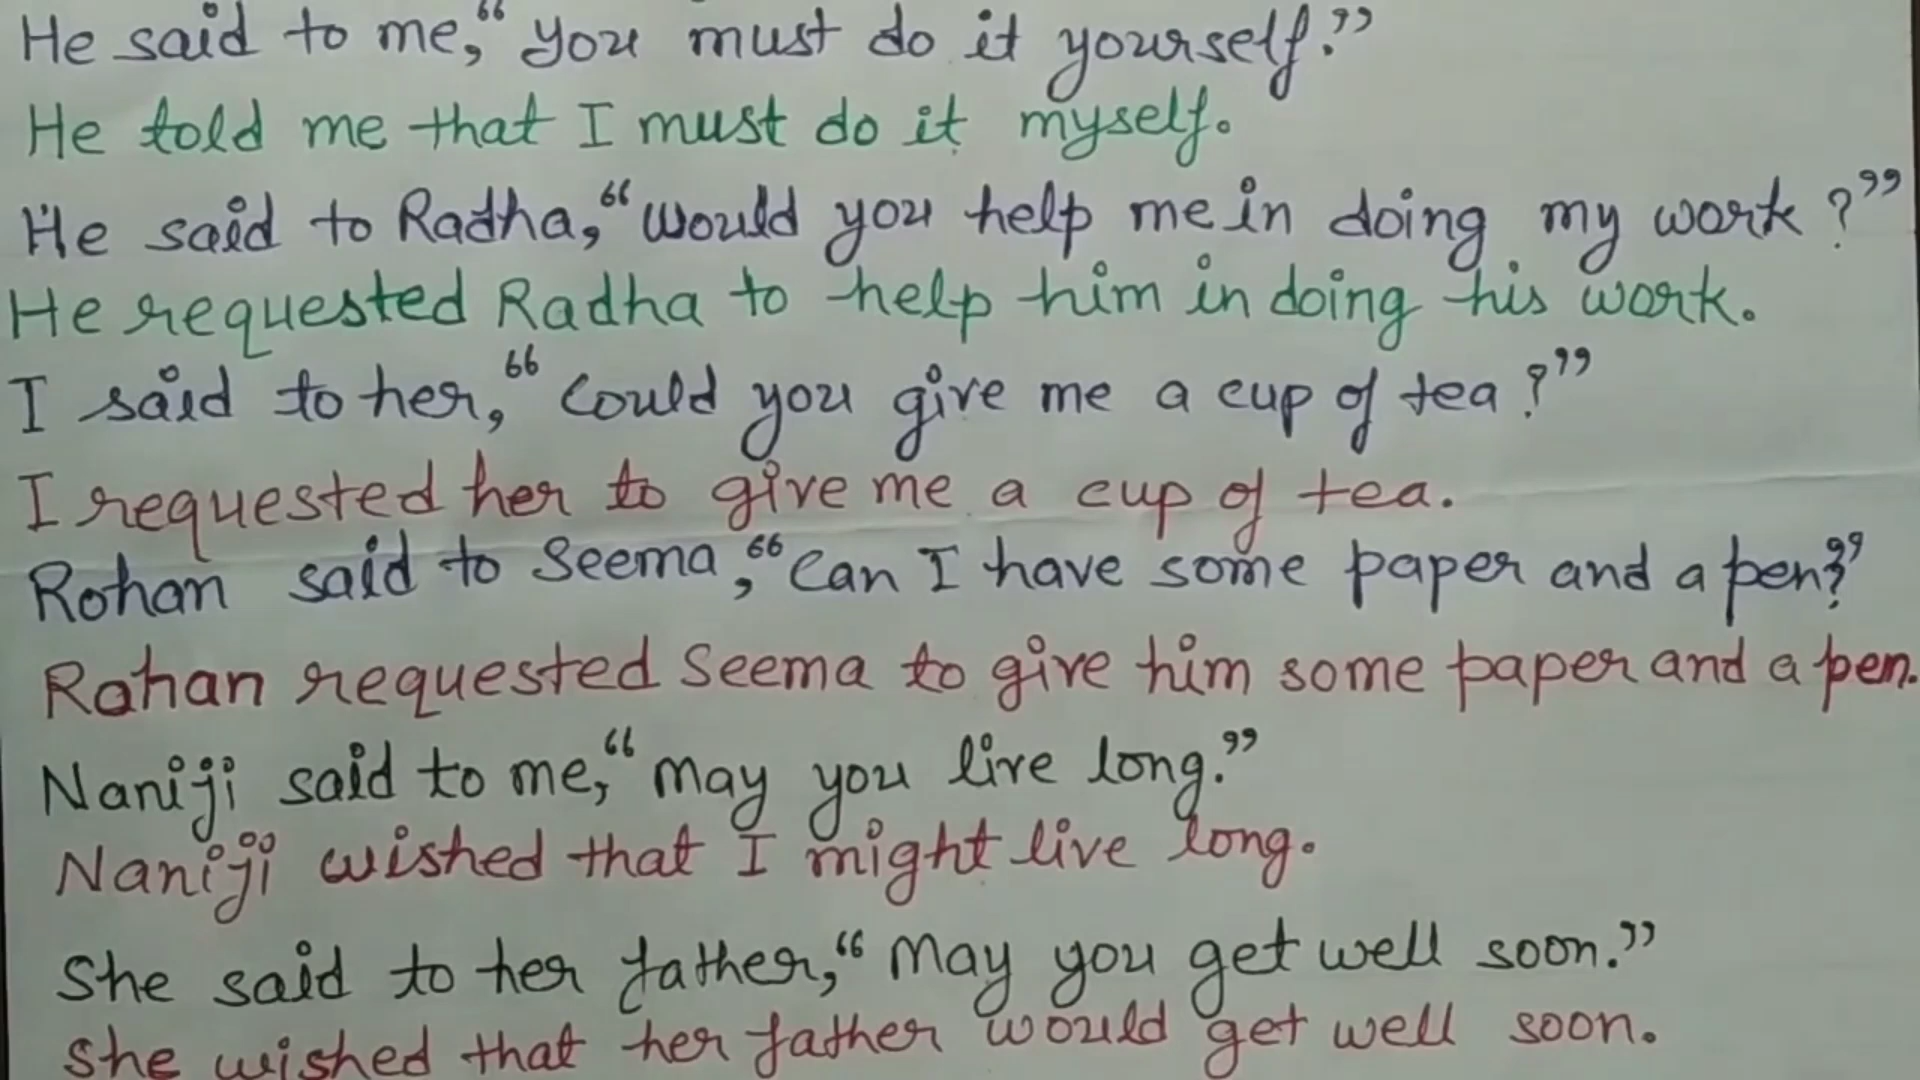 He said to me, “You must do it yourself.”
He told me that I must do it myself.
He said to Radha, “Would you help me in doing my work?”
He requested Radha to help him in doing his work.
I said to her, “Could you give me a cup of tea?”
I requested her to give me a cup of tea.
Rohan said to Seema, “Can I have some paper and a pen?”
Rohan requested Seema to give him some paper and a pen.
Naniji said to me, “May you live long.”
Naniji wished that I might live long.
She said to her father, “May you get well soon.”
She wished that her father would get well soon.